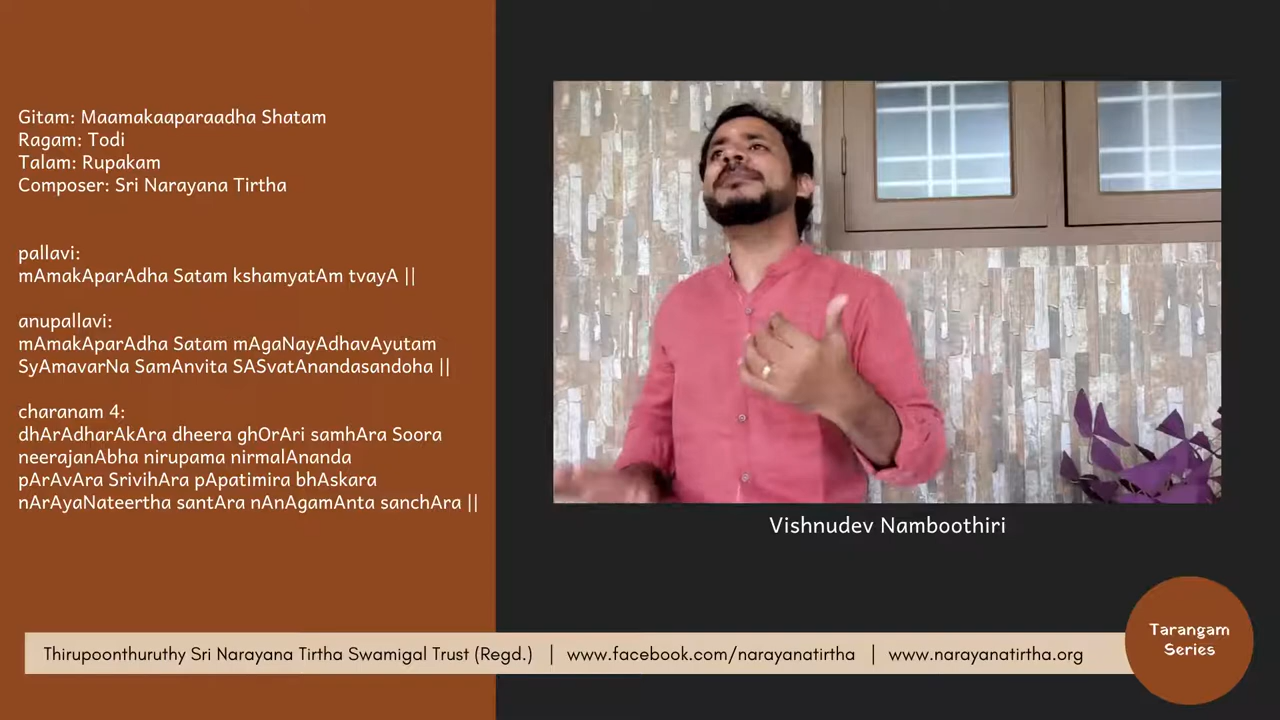 Gitam: Maamakaaparaadha Shatam
Ragam: Todi
Talam: Rupakam
Composer: Sri Narayana Tirtha
pallavi:
mAmakAparAdha Satam kshamyatAm tvayA ||
anupallavi:
mAmakAparAdha Satam mAgaNayAdhavAyutam
SyAmavarNa SamAnvita SASvatAnandasandoha ||
charanam 4:
dhArAdharAkAra dheera ghOrAri samhAra Soora
neerajanAbha nirupama nirmalAnanda
pArAvAra SrivihAra pApatimira bhAskara
nArAyaNateertha santAra nAnAgamAnta sanchAra ||
Vishnudev Namboothiri
Tarangam
Series
Thirupoonthuruthy Sri Narayana Tirtha Swamigal Trust (Regd.) | www.facebook.com/narayanatirtha | www.narayanatirtha.org